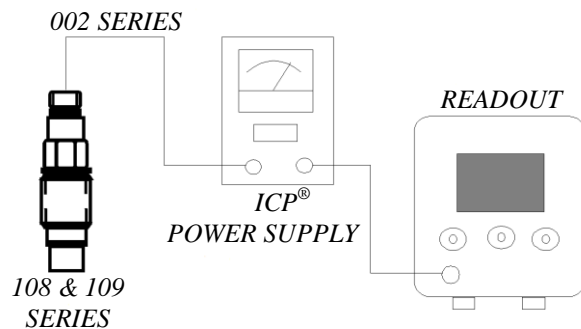 002 SERIES
READOUT
ICP®
POWER SUPPLY
108 & 109
SERIES